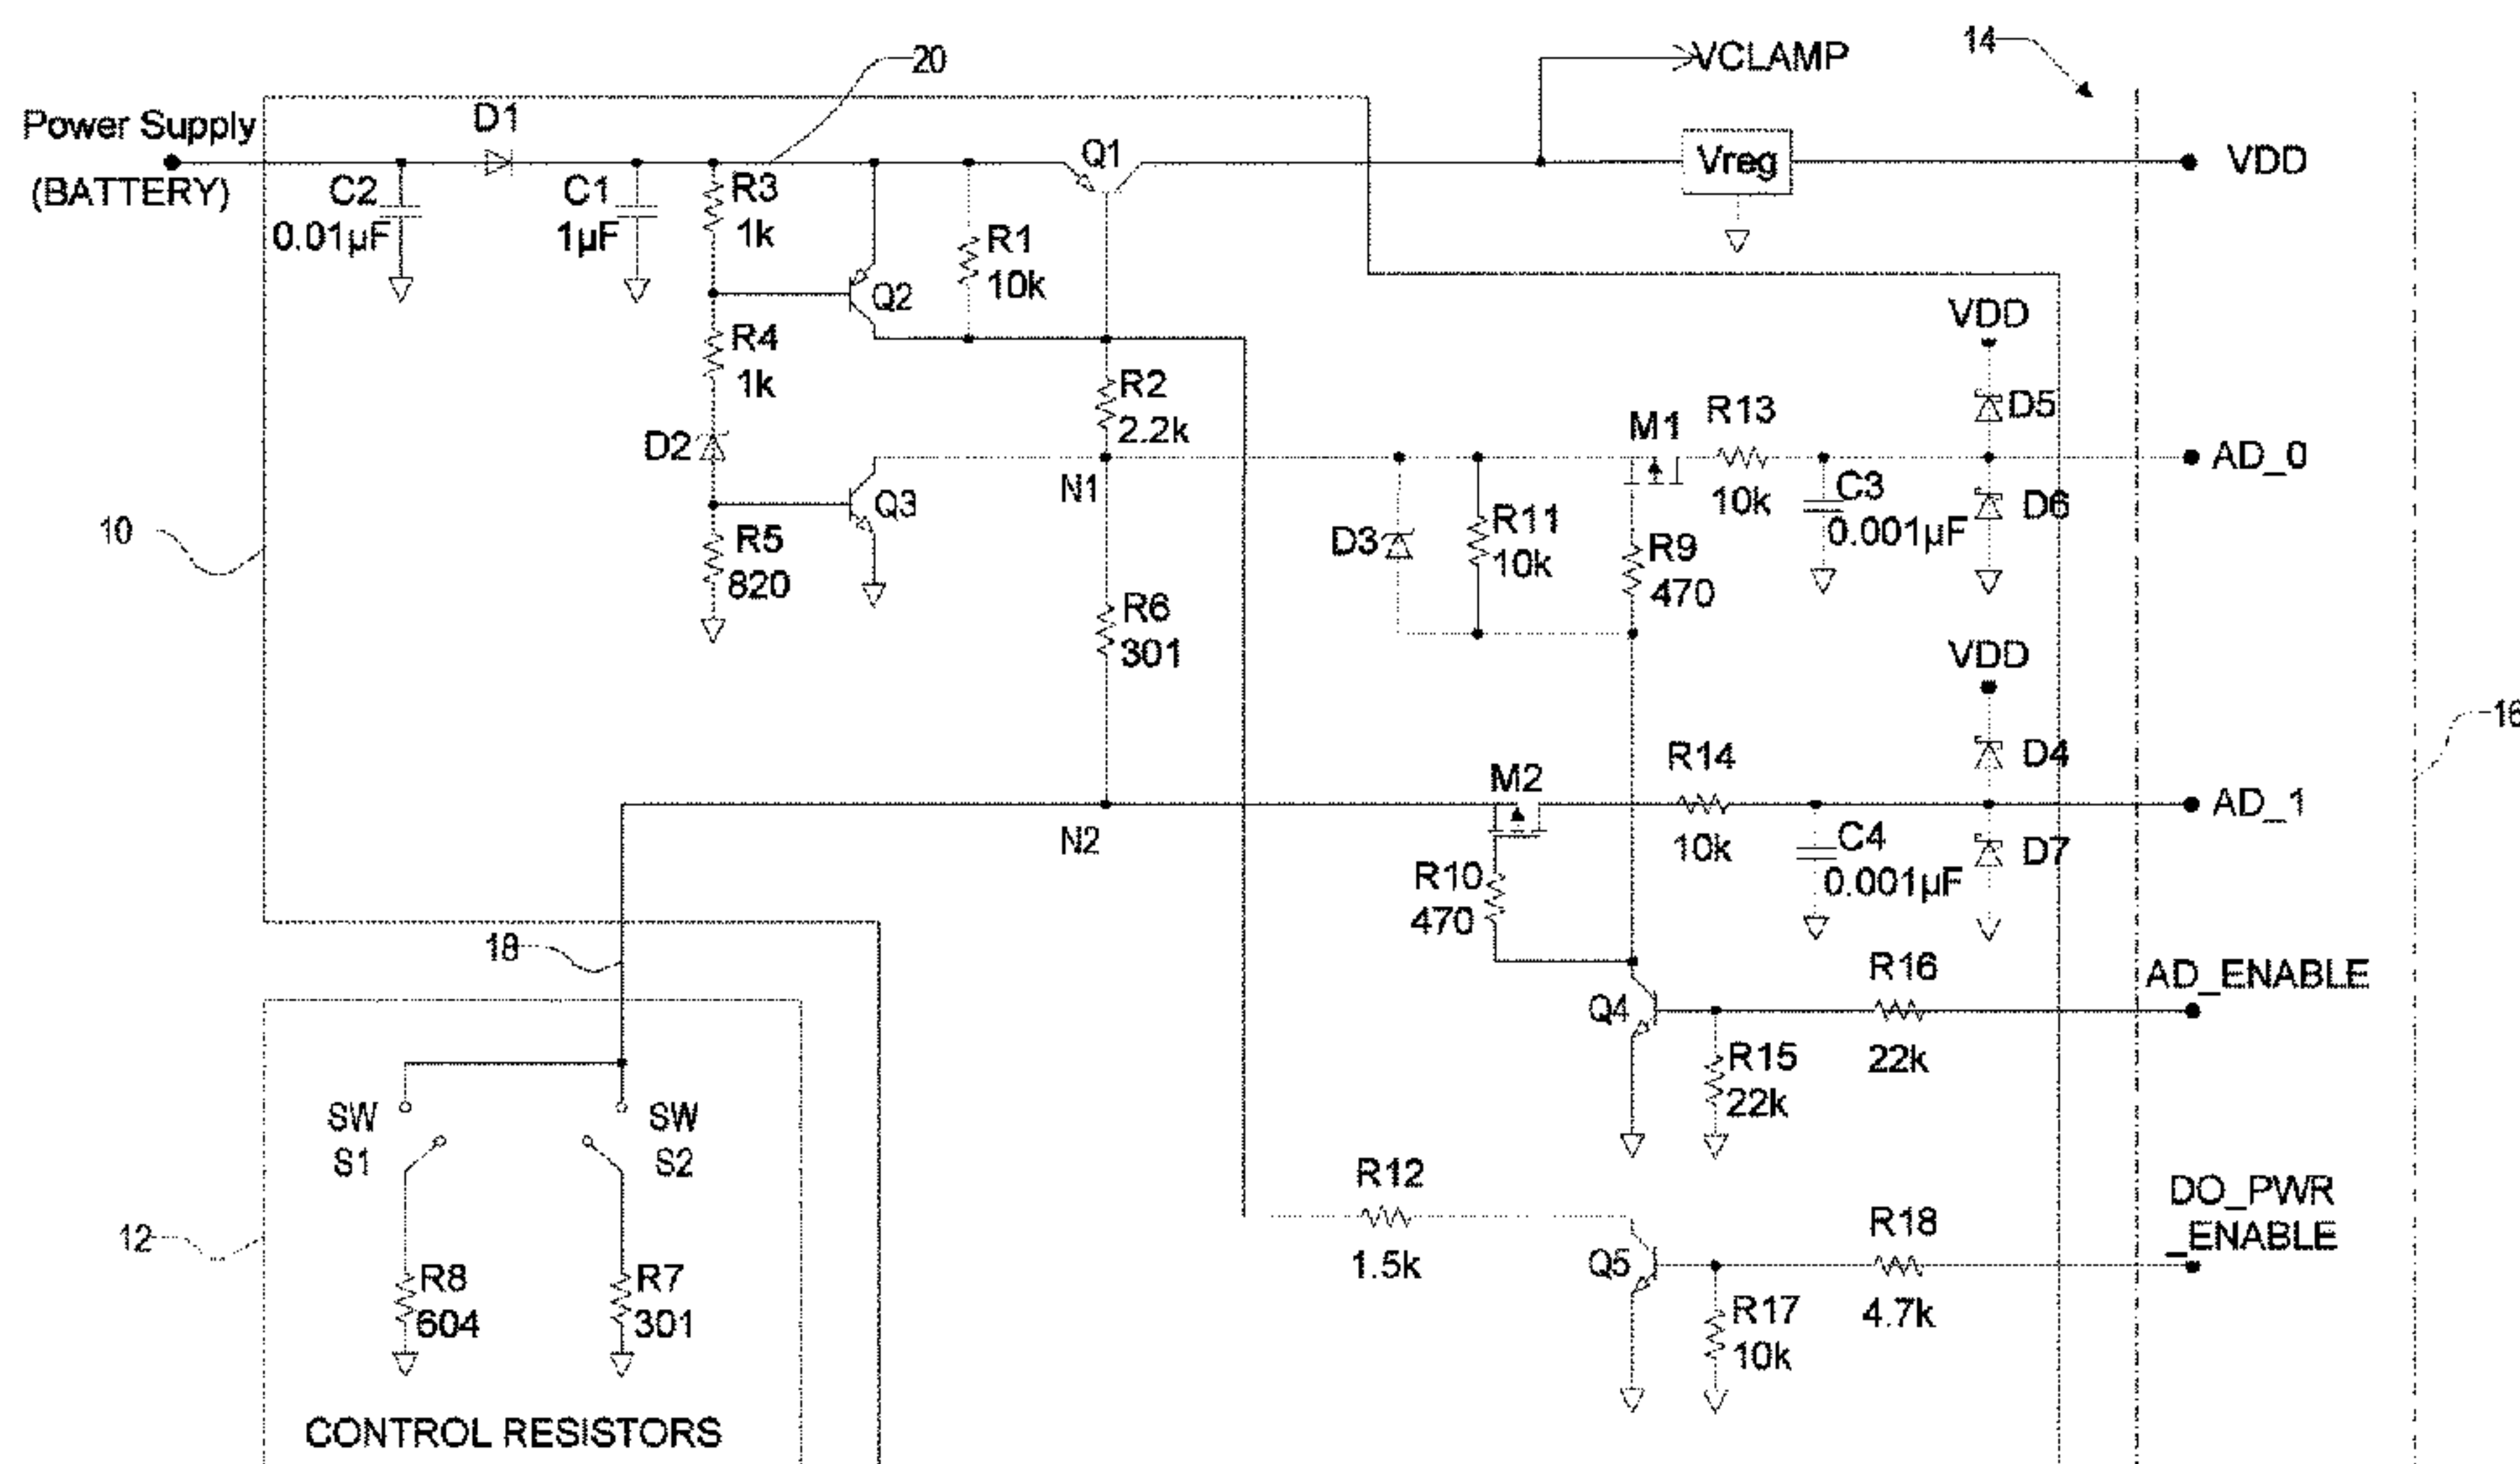 20
VCLAMP
14
Power Supply
(BATTERY)
D1
Q1
Vreg
VDD
C2
0.01µF
C1
1µF
R3
1k
R1
10k
Q2
VDD
R4
1k
R2
2.2k
D5
D2
M1
R13
10k
AD_0
N1
Q3
C3
0.001µF
D6
10
R5
820
D3
R11
10k
R9
470
R6
301
VDD
16
M2
R14
10k
D4
AD_1
N2
C4
0.001µF
D7
R10
470
18
R16
22k
AD_ENABLE
Q4
R15
22k
SW
S1
SW
S2
R12
1.5k
DO_PWR
_ENABLE
12
R18
4.7k
Q5
R8
604
R7
301
R17
10k
CONTROL RESISTORS